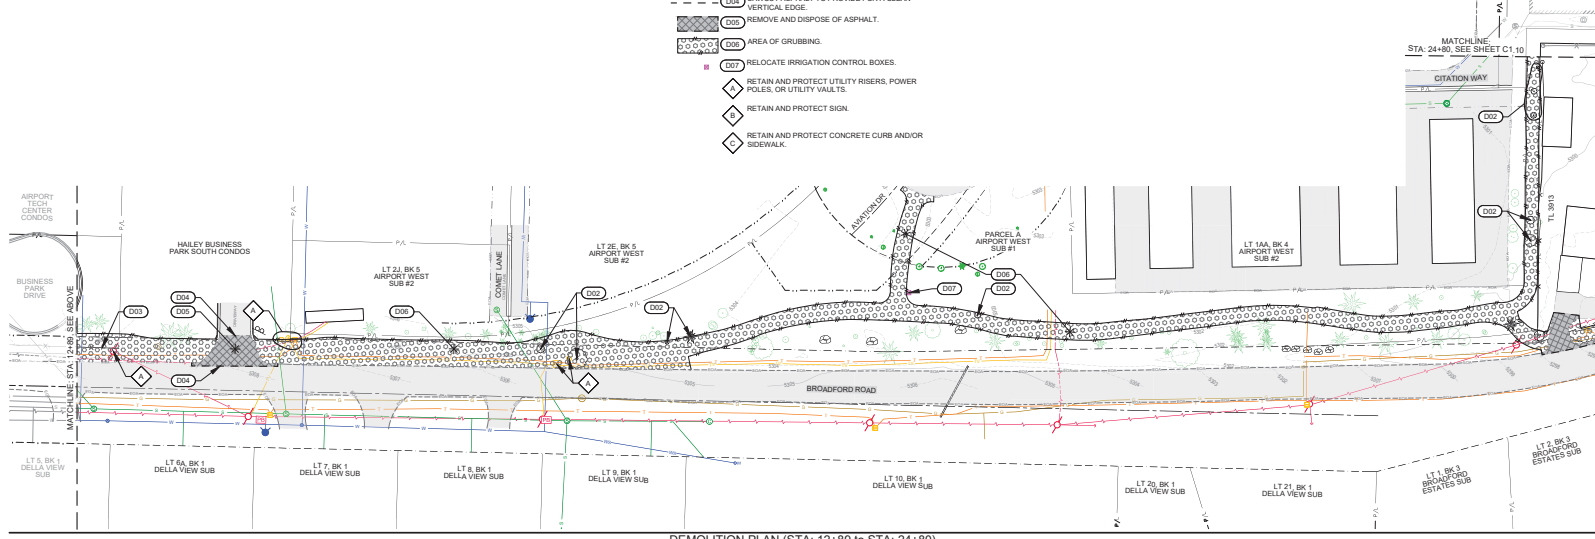 D04
VERTICAL EDGE.
D05 REMOVE AND DISPOSE OF ASPHALT.
D06 AREA OF GRUBBING.
D07 RELOCATE IRRIGATION CONTROL BOXES.
A RETAIN AND PROTECT UTILITY RISERS, POWER
POLES, OR UTILITY VAULTS.
B RETAIN AND PROTECT SIGN.
C RETAIN AND PROTECT CONCRETE CURB AND/OR
SIDEWALK.
P/L
MATCHLINE:
STA: 24+80, SEE SHEET C1.10
CITATION WAY
P/L
D02
D02
TL 3913
AIRPORT
TECH
CENTER
CONDOS
BUSINESS
PARK
DRIVE
MATCHLINE: STA 12+89 SEE ABOVE
P/L
HAILEY BUSINESS
PARK SOUTH CONDOS
P/L
P/L
LT 2J, BK 5
AIRPORT WEST
SUB #2
COMET LANE
LT 2E, BK 5
AIRPORT WEST
SUB #2
P/L
AVIATION DR
PARCEL A
AIRPORT WEST
SUB #1
P/L
LT 1AA, BK 4
AIRPORT WEST
SUB #2
P/L
D03
D04
D05
A
D06
D02
D02
D06
D07
D02
A
D04
A
BROADFORD ROAD
LT 5, BK 1
DELLA VIEW
SUB
LT 6A, BK 1
DELLA VIEW SUB
LT 7, BK 1
DELLA VIEW SUB
LT 8, BK 1
DELLA VIEW SUB
LT 9, BK 1
DELLA VIEW SUB
LT 10, BK 1
DELLA VIEW SUB
LT 20, BK 1
DELLA VIEW SUB
LT 21, BK 1
DELLA VIEW SUB
LT 1, BK 3
BROADFORD
ESTATES SUB
LT 2, BK 3
BROADFORD
ESTATES SUB
P/L
P/L
P/L
P/L
DEMOLITION PLAN (STA: 12+89 to STA: 24+80)